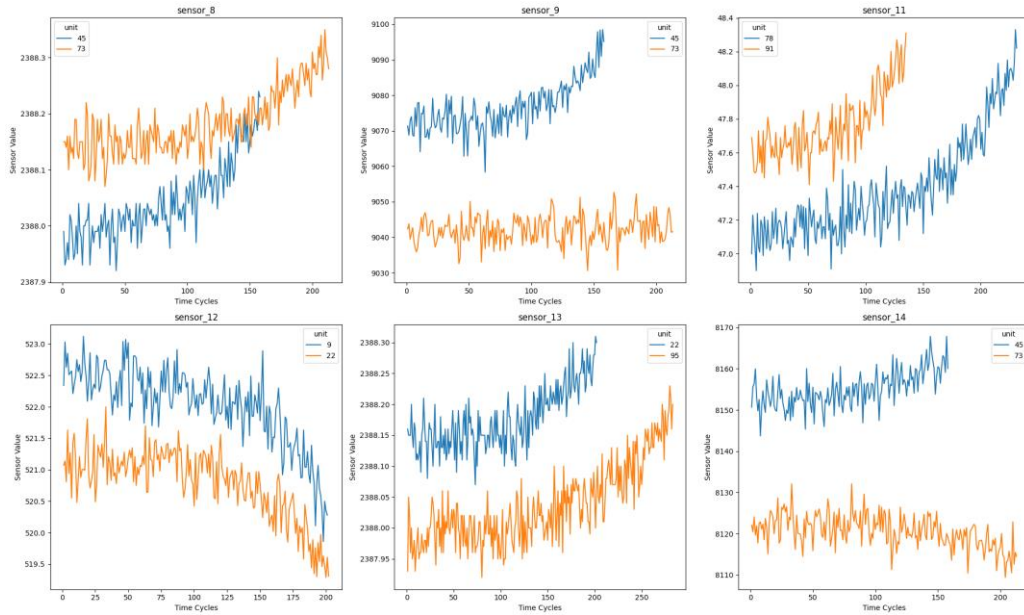 sensor_8
unit
45
73
Sensor Value
2388.3
2388.2
2388.1
2388.0
2387.9
0 50 100 150 200
Time Cycles
sensor_9
unit
45
73
Sensor Value
9100
9090
9080
9070
9060
9050
9040
9030
0 50 100 150 200
Time Cycles
sensor_11
unit
78
91
Sensor Value
48.4
48.2
48.0
47.8
47.6
47.4
47.2
47.0
0 50 100 150 200
Time Cycles
sensor_12
unit
9
22
Sensor Value
523.0
522.5
522.0
521.5
521.0
520.5
520.0
519.5
0 25 50 75 100 125 150 175 200
Time Cycles
sensor_13
unit
22
95
Sensor Value
2388.30
2388.25
2388.20
2388.15
2388.10
2388.05
2388.00
2387.95
0 50 100 150 200 250
Time Cycles
sensor_14
unit
45
73
Sensor Value
8170
8160
8150
8140
8130
8120
8110
0 50 100 150 200
Time Cycles